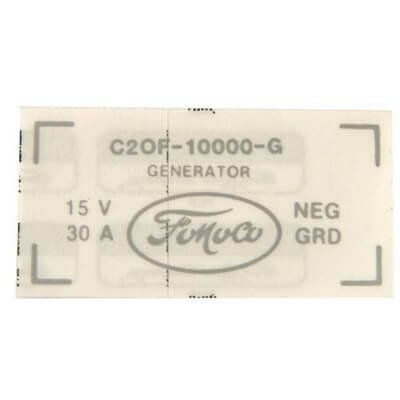 C2OF-10000-G
GENERATOR
15 V
30 A
FoMoCo
NEG
GRD